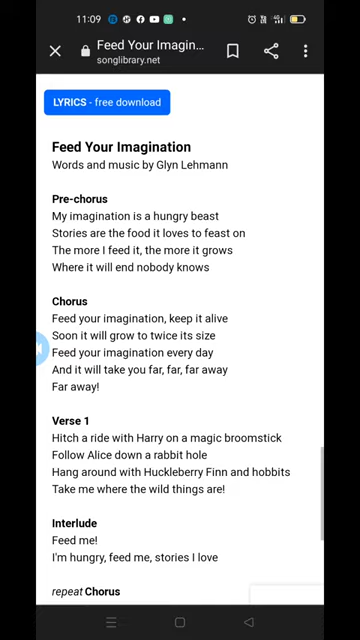 11:09
Feed Your Imagin...
songlibrary.net
LYRICS - free download
Feed Your Imagination
Words and music by Glyn Lehmann
Pre-chorus
My imagination is a hungry beast
Stories are the food it loves to feast on
The more I feed it, the more it grows
Where it will end nobody knows
Chorus
Feed your imagination, keep it alive
Soon it will grow to twice its size
Feed your imagination every day
And it will take you far, far, far away
Far away!
Verse 1
Hitch a ride with Harry on a magic broomstick
Follow Alice down a rabbit hole
Hang around with Huckleberry Finn and hobbits
Take me where the wild things are!
Interlude
Feed me!
I'm hungry, feed me, stories I love
repeat Chorus